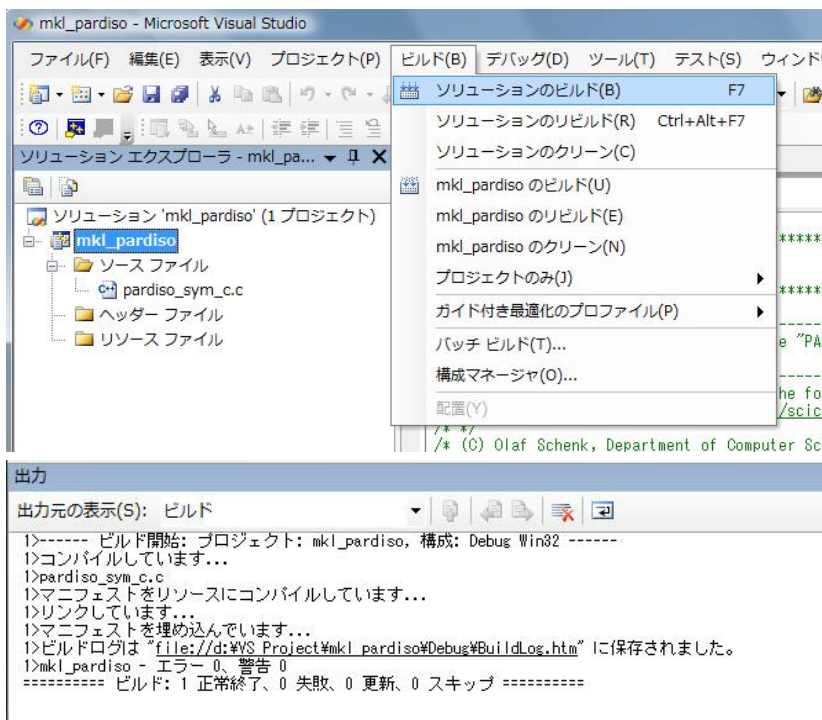 mkl_pardiso - Microsoft Visual Studio
ファイル(F) 編集(E) 表示(V) プロジェクト(P) ビルド(B) デバッグ(D) ツール(T) テスト(S) ウィンド
ソリューションのビルド(B) F7
ソリューションのリビルド(R) Ctrl+Alt+F7
ソリューションのクリーン(C)
mkl_pardiso のビルド(U)
mkl_pardiso のリビルド(E)
mkl_pardiso のクリーン(N)
プロジェクトのみ(J)
ガイド付き最適化のプロファイル(P)
バッチ ビルド(T)...
構成マネージャ(O)...
配置(Y)
ソリューション エクスプローラ - mkl_pa...
ソリューション 'mkl_pardiso' (1 プロジェクト)
mkl_pardiso
ソース ファイル
pardiso_sym_c.c
ヘッダー ファイル
リソース ファイル
*****
*****
e "PA
he fo
/scic
/* */
/* (C) Olaf Schenk, Department of Computer Sc
出力
出力元の表示(S): ビルド
1>------ ビルド開始: プロジェクト: mkl_pardiso, 構成: Debug Win32 ------
1>コンパイルしています...
1>pardiso_sym_c.c
1>マニフェストをリソースにコンパイルしています...
1>リンクしています...
1>マニフェストを埋め込んでいます...
1>ビルドログは "file://d:¥VS Project¥mkl_pardiso¥Debug¥BuildLog.htm" に保存されました。
1>mkl_pardiso - エラー 0、警告 0
========== ビルド: 1 正常終了、0 失敗、0 更新、0 スキップ ==========